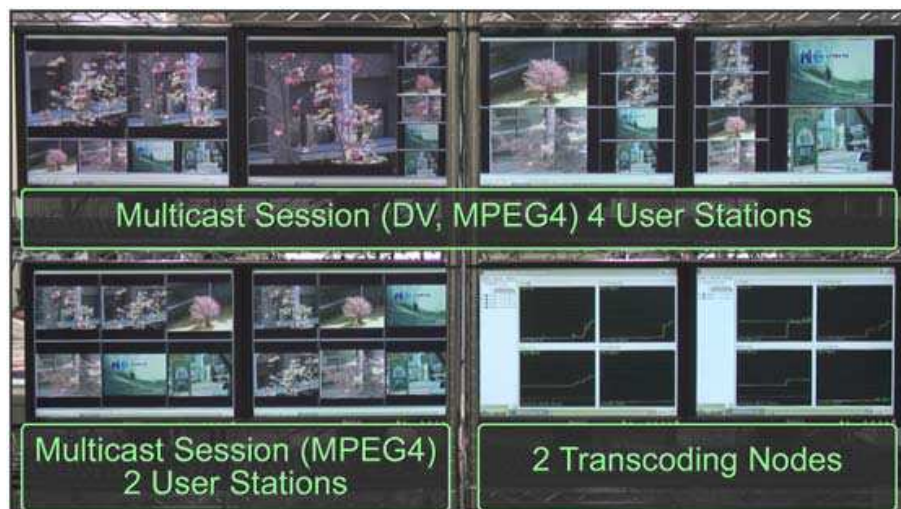 Multicast Session (DV, MPEG4) 4 User Stations
Multicast Session (MPEG4)
2 User Stations
2 Transcoding Nodes